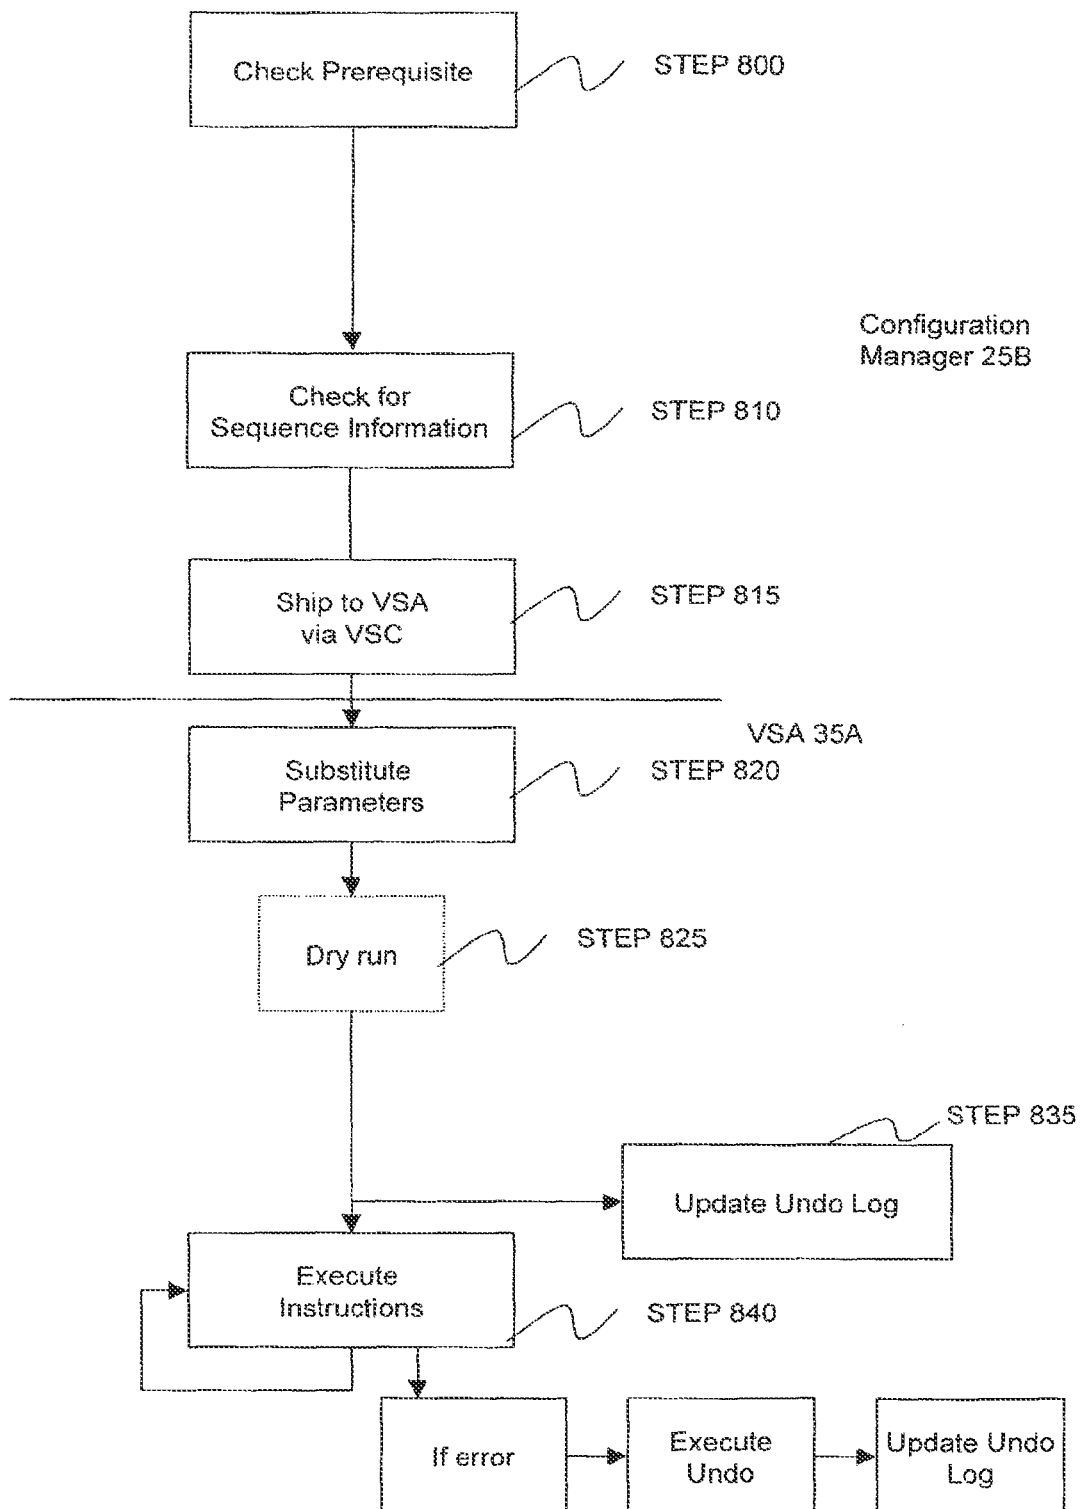 Check Prerequisite
STEP 800
Configuration
Manager 25B
Check for
Sequence Information
STEP 810
Ship to VSA
via VSC
STEP 815
VSA 35A
Substitute
Parameters
STEP 820
Dry run
STEP 825
STEP 835
Update Undo Log
Execute
Instructions
STEP 840
If error
Execute
Undo
Update Undo
Log